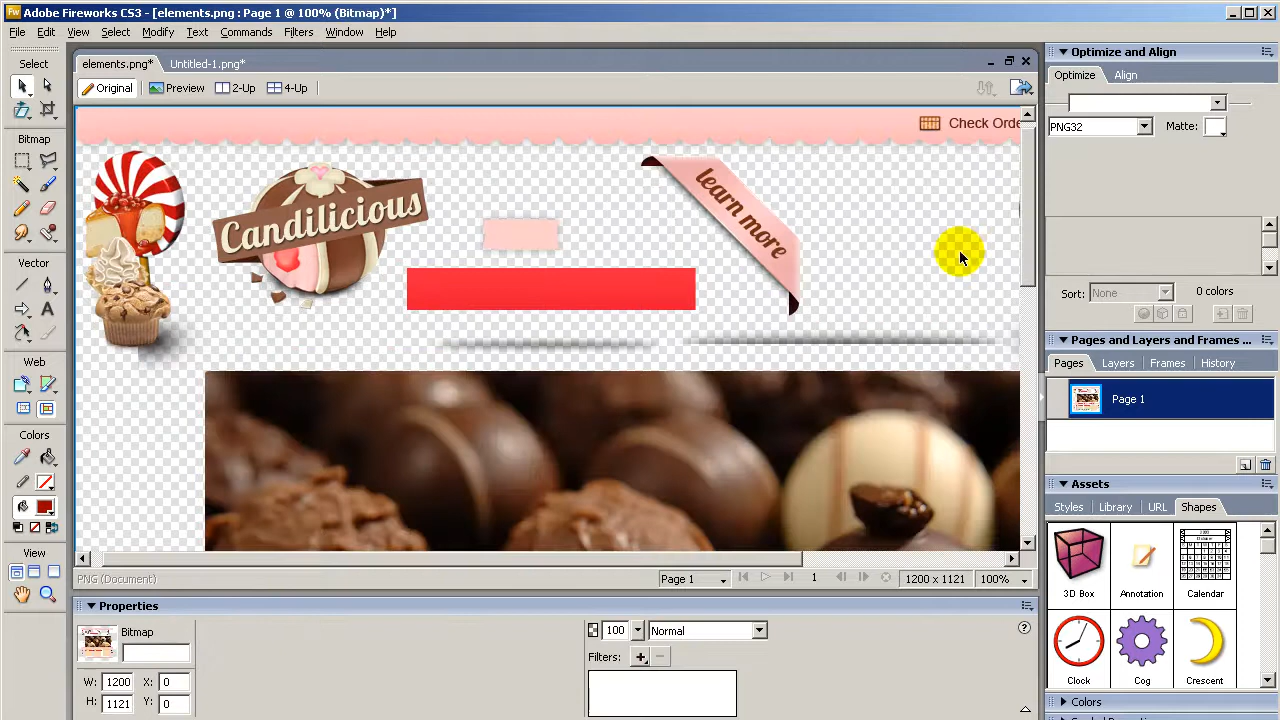 Adobe Fireworks CS3 - [elements.png : Page 1 @ 100% (Bitmap)*]
File Edit View Select Modify Text Commands Filters Window Help
Select
elements.png* Untitled-1.png*
Original Preview 2-Up 4-Up
Check Orde
Bitmap
Vector
Web
Colors
View
Candilicious
learn more
PNG (Document) Page 1 1 1200 x 1121 100%
Properties
Bitmap
W: 1200 X: 0
H: 1121 Y: 0
100 Normal
Filters:
Optimize and Align
Optimize Align
PNG32 Matte:
Sort: None 0 colors
Pages and Layers and Frames ...
Pages Layers Frames History
Page 1
Assets
Styles Library URL Shapes
3D Box Annotation Calendar
Clock Cog Crescent
Colors